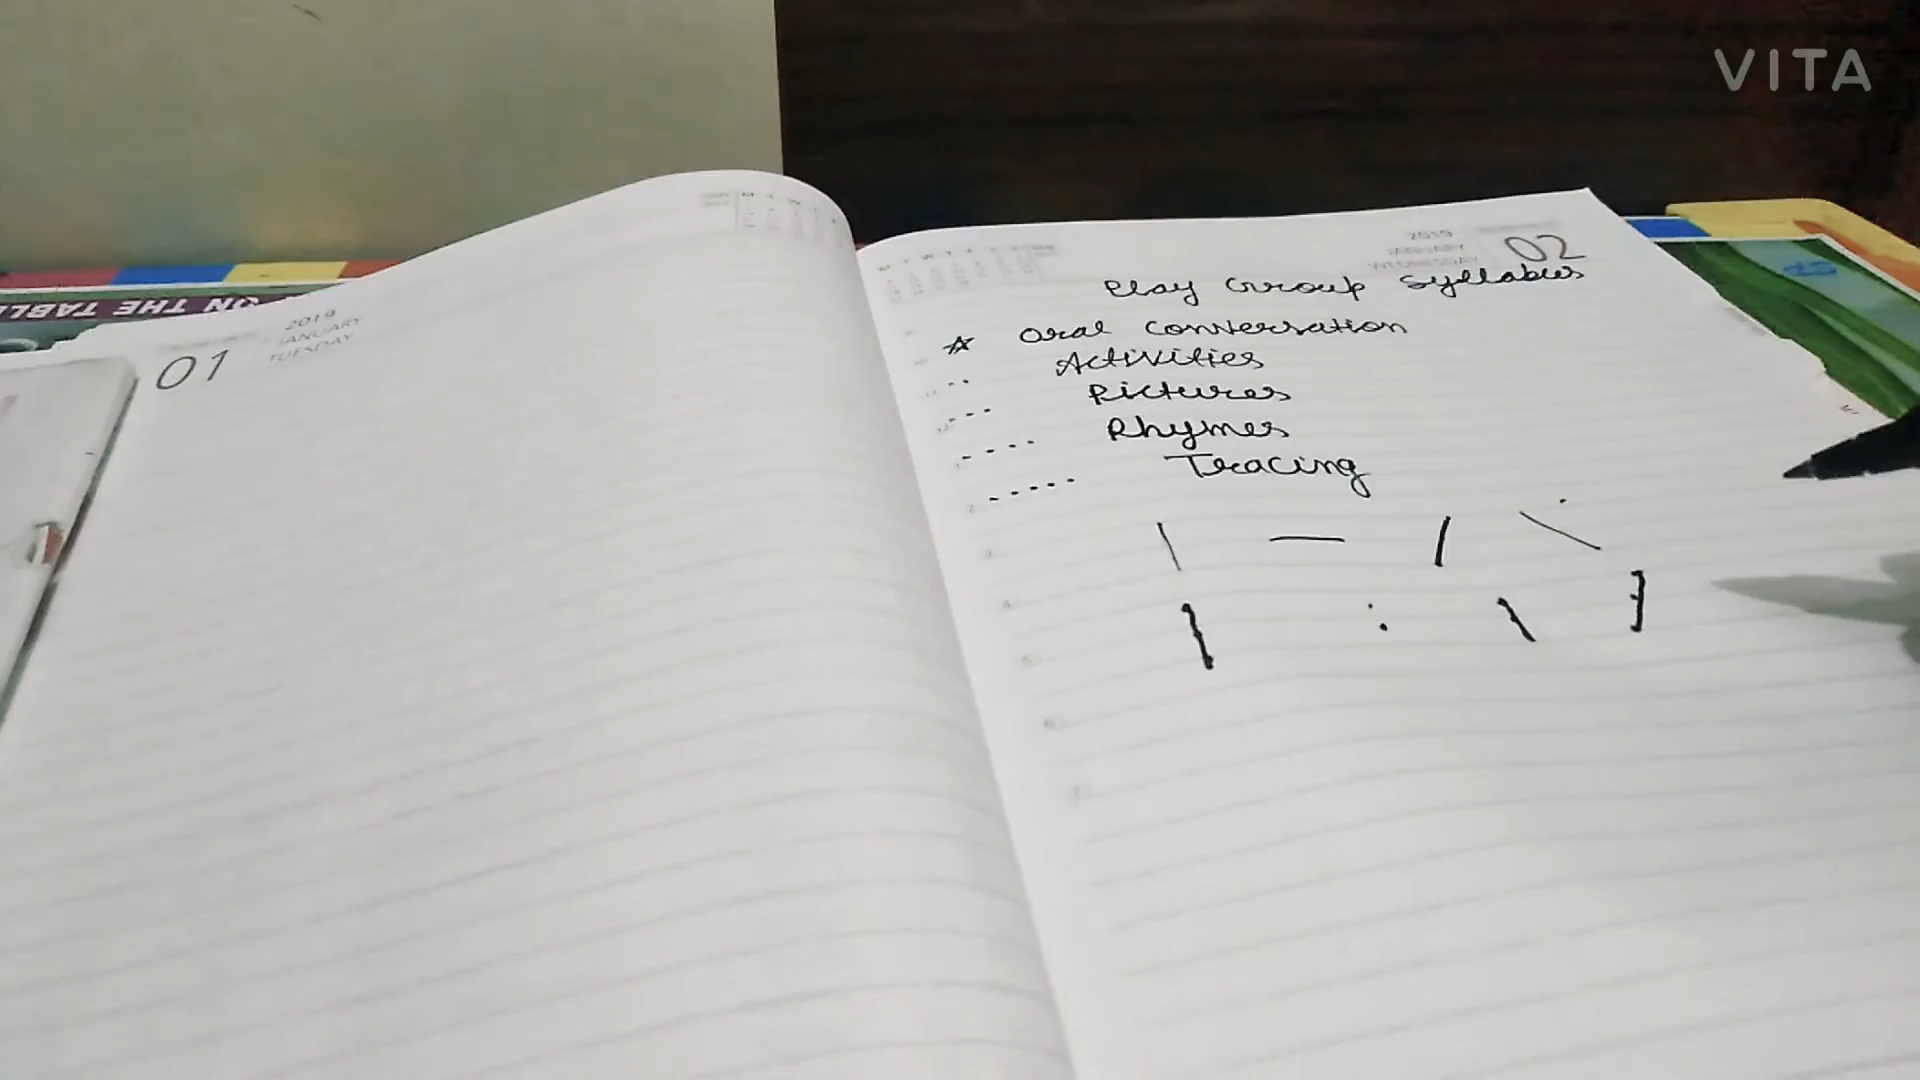 VITA
ON THE TABL
2019
JANUARY
TUESDAY
01
2019
JANUARY
WEDNESDAY
02
Play Group Syllabus
Oral Conversation
Activities
Pictures
Rhymes
Tracing